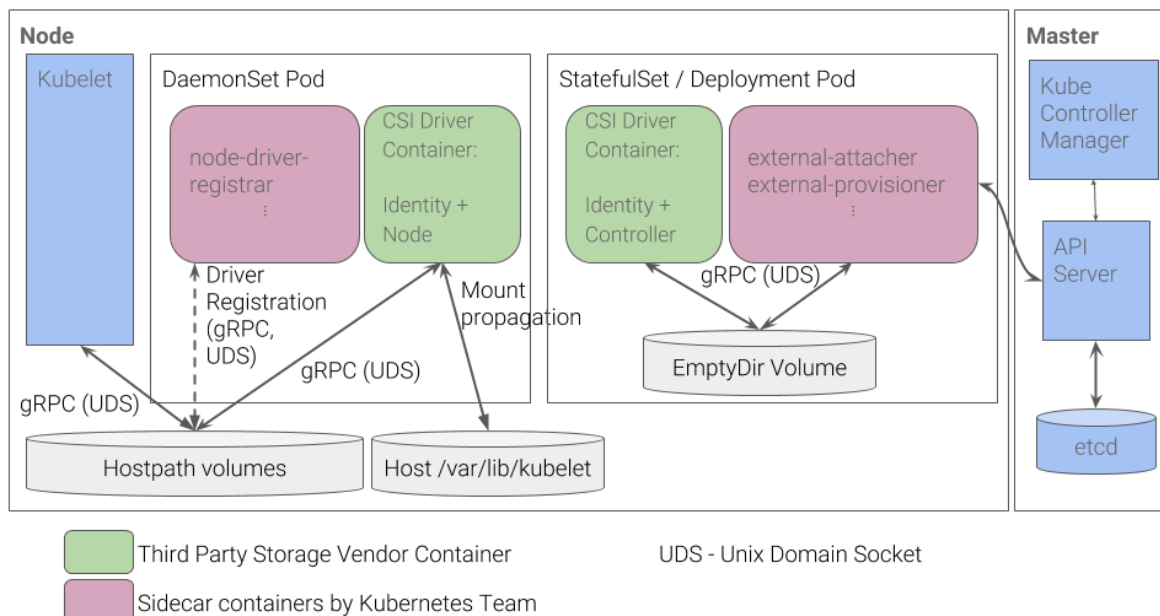 Node
Kubelet
DaemonSet Pod
node-driver-
registrar
⋮
CSI Driver
Container:
Identity +
Node
Driver
Registration
(gRPC,
UDS)
Mount
propagation
gRPC (UDS)
gRPC (UDS)
Hostpath volumes
Host /var/lib/kubelet
StatefulSet / Deployment Pod
CSI Driver
Container:
Identity +
Controller
external-attacher
external-provisioner
⋮
gRPC (UDS)
EmptyDir Volume
Master
Kube
Controller
Manager
API
Server
etcd
Third Party Storage Vendor Container
UDS - Unix Domain Socket
Sidecar containers by Kubernetes Team